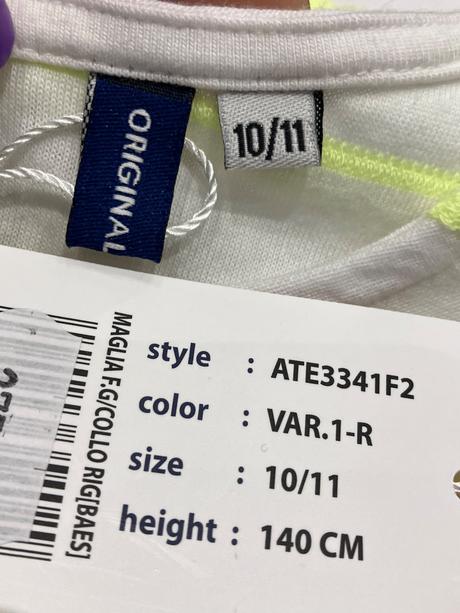 ORIGINAL
10/11
MAGLIA F.G/COLLO RIG[BAES]
style : ATE3341F2
color : VAR.1-R
size : 10/11
height : 140 CM